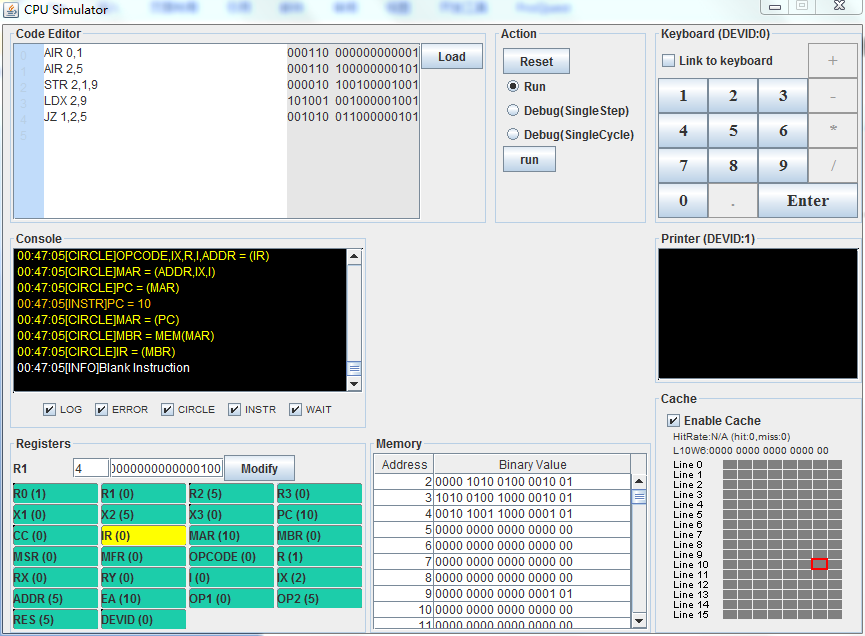 CPU Simulator
Code Editor
AIR 0,1 000110 000000000001
AIR 2,5 000110 100000000101
STR 2,1,9 000010 100100001001
LDX 2,9 101001 001000001001
JZ 1,2,5 001010 011000000101
Load
Action
Reset
Run
Debug(SingleStep)
Debug(SingleCycle)
run
Keyboard (DEVID:0)
Link to keyboard +
1 2 3 -
4 5 6 *
7 8 9 /
0 . Enter
Console
00:47:05[CIRCLE]OPCODE,IX,R,I,ADDR = (IR)
00:47:05[CIRCLE]MAR = (ADDR,IX,I)
00:47:05[CIRCLE]PC = (MAR)
00:47:05[INSTR]PC = 10
00:47:05[CIRCLE]MAR = (PC)
00:47:05[CIRCLE]MBR = MEM(MAR)
00:47:05[CIRCLE]IR = (MBR)
00:47:05[INFO]Blank Instruction
LOG ERROR CIRCLE INSTR WAIT
Printer (DEVID:1)
Registers
R1 4 0000000000000100 Modify
R0 (1) R1 (0) R2 (5) R3 (0)
X1 (0) X2 (5) X3 (0) PC (10)
CC (0) IR (0) MAR (10) MBR (0)
MSR (0) MFR (0) OPCODE (0) R (1)
RX (0) RY (0) I (0) IX (2)
ADDR (5) EA (10) OP1 (0) OP2 (5)
RES (5) DEVID (0)
Memory
Address Binary Value
2 0000 1010 0100 0010 01
3 1010 0100 1000 0010 01
4 0010 1001 1000 0001 01
5 0000 0000 0000 0000 00
6 0000 0000 0000 0000 00
7 0000 0000 0000 0000 00
8 0000 0000 0000 0000 00
9 0000 0000 0000 0001 01
10 0000 0000 0000 0000 00
11 0000 0000 0000 0000 00
Cache
Enable Cache
HitRate:N/A (hit:0,miss:0)
L10W6:0000 0000 0000 0000 00
Line 0
Line 1
Line 2
Line 3
Line 4
Line 5
Line 6
Line 7
Line 8
Line 9
Line 10
Line 11
Line 12
Line 13
Line 14
Line 15